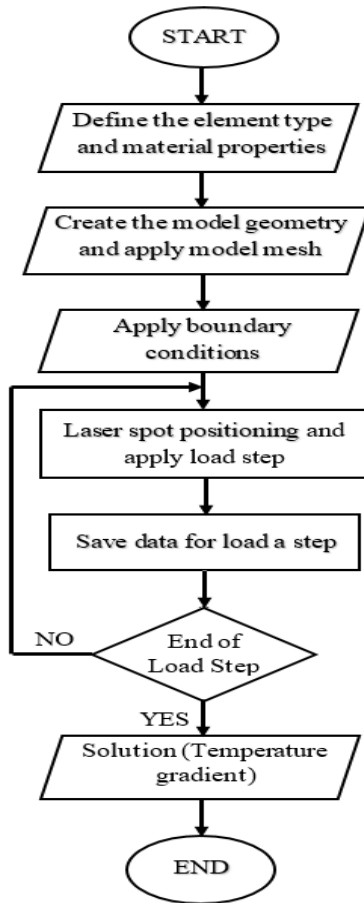 START
Define the element type
and material properties
Create the model geometry
and apply model mesh
Apply boundary
conditions
Laser spot positioning and
apply load step
Save data for load a step
End of
Load Step
NO
YES
Solution (Temperature
gradient)
END